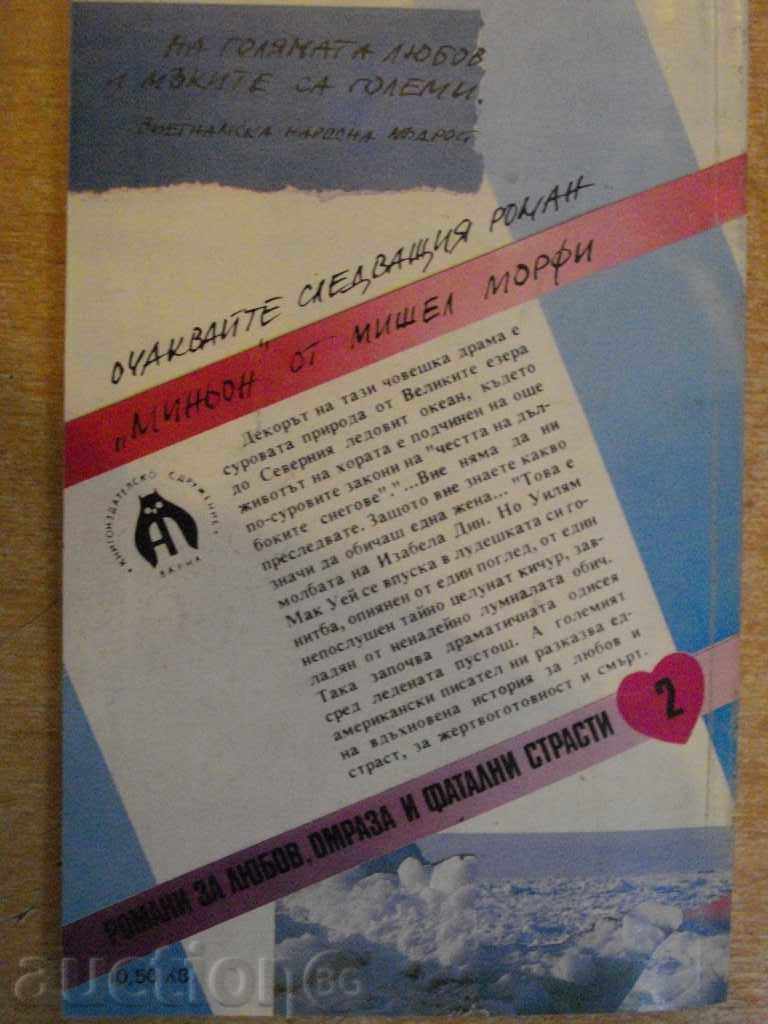 НА ГОЛЯМАТА ЛЮБОВ
И МЪКИТЕ СА ГОЛЕМИ.
ВИЕТНАМСКА НАРОДНА МЪДРОСТ
ОЧАКВАЙТЕ СЛЕДВАЩИЯ РОМАН
„МИНЬОН“ ОТ МИШЕЛ МОРФИ
Декорът на тази човешка драма е
суровата природа от Великите езера
до Северния ледовит океан, където
животът на хората е подчинен на още
по-суровите закони на "честта на дъл-
боките снегове"."...Вие няма да ни
преследвате. Защото вие знаете какво
значи да обичаш една жена... "Това е
молбата на Изабела Дин. Но Уилям
Мак Уей се впуска в лудешката си го-
нитба, опиянен от един поглед, от един
непослушен тайно целунат кичур, зав-
ладян от ненадейно лумналата обич.
Така започва драматичната одисея
сред ледената пустош. А големият
американски писател ни разказва ед-
на вдъхновена история за любов и
страст, за жертвоготовност и смърт.
КНИГОИЗДАТЕЛСКО СДРУЖЕНИЕ
ВАРНА
2
РОМАНИ ЗА ЛЮБОВ, ОМРАЗА И ФАТАЛНИ СТРАСТИ
0,50 лв
auction.BG